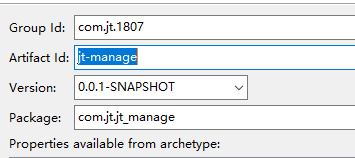 Group Id: com.jt.1807
Artifact Id: jt-manage
Version: 0.0.1-SNAPSHOT
Package: com.jt.jt_manage
Properties available from archetype: